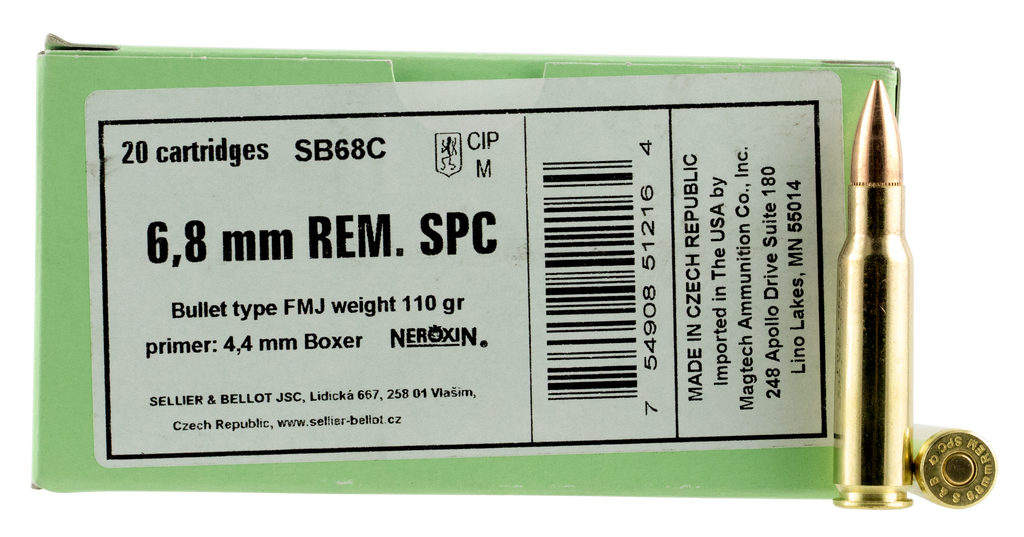 20 cartridges SB68C
CIP
M
6,8 mm REM. SPC
Bullet type FMJ weight 110 gr
primer: 4,4 mm Boxer NEROXIN®
SELLIER & BELLOT JSC, Lidická 667, 258 01 Vlašim,
Czech Republic, www.sellier-bellot.cz
7 54908 51216 4
MADE IN CZECH REPUBLIC
Imported in The USA by
Magtech Ammunition Co., Inc.
248 Apollo Drive Suite 180
Lino Lakes, MN 55014
S & B 6,8mmREM SPC